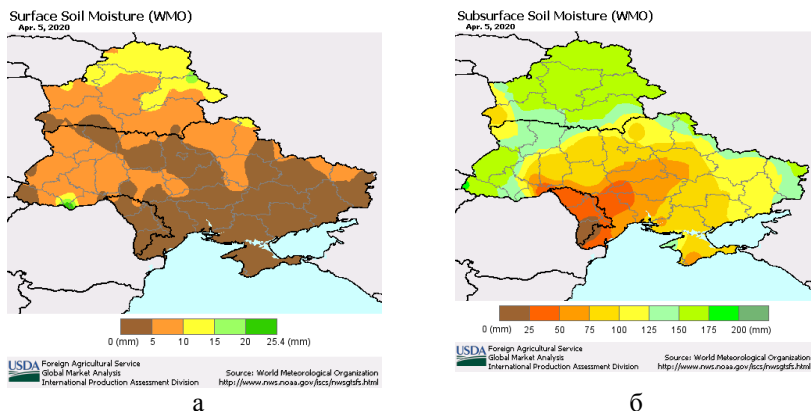 Surface Soil Moisture (WMO)
Apr. 5, 2020
0 (mm) 5 10 15 20 25.4 (mm)
USDA Foreign Agricultural Service
Global Market Analysis
International Production Assessment Division
Source: World Meteorological Organization
http://www.nws.noaa.gov/iscs/nwsgtsfs.html
а
Subsurface Soil Moisture (WMO)
Apr. 5, 2020
0 (mm) 25 50 75 100 125 150 175 200 (mm)
USDA Foreign Agricultural Service
Global Market Analysis
International Production Assessment Division
Source: World Meteorological Organization
http://www.nws.noaa.gov/iscs/nwsgtsfs.html
б